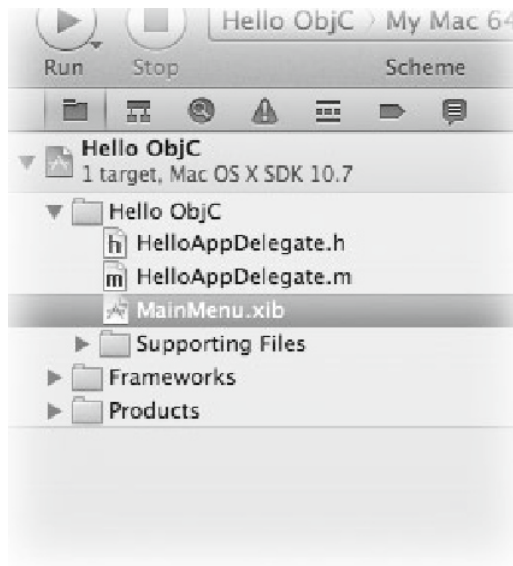 Hello ObjC › My Mac 64
Run Stop Scheme
Hello ObjC
1 target, Mac OS X SDK 10.7
Hello ObjC
h HelloAppDelegate.h
m HelloAppDelegate.m
MainMenu.xib
Supporting Files
Frameworks
Products